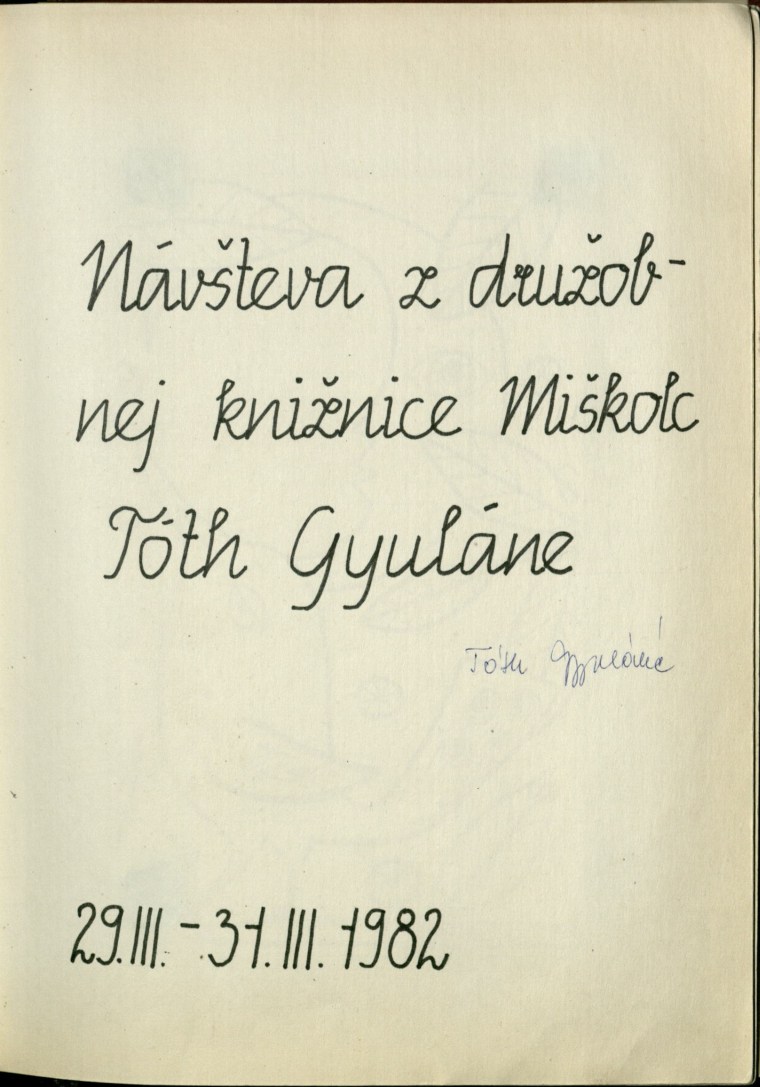 Návšteva z družob-
nej knižnice Miškolc
Tóth Gyuláne
Tóth Gyuláné
29.III. - 31. III. 1982